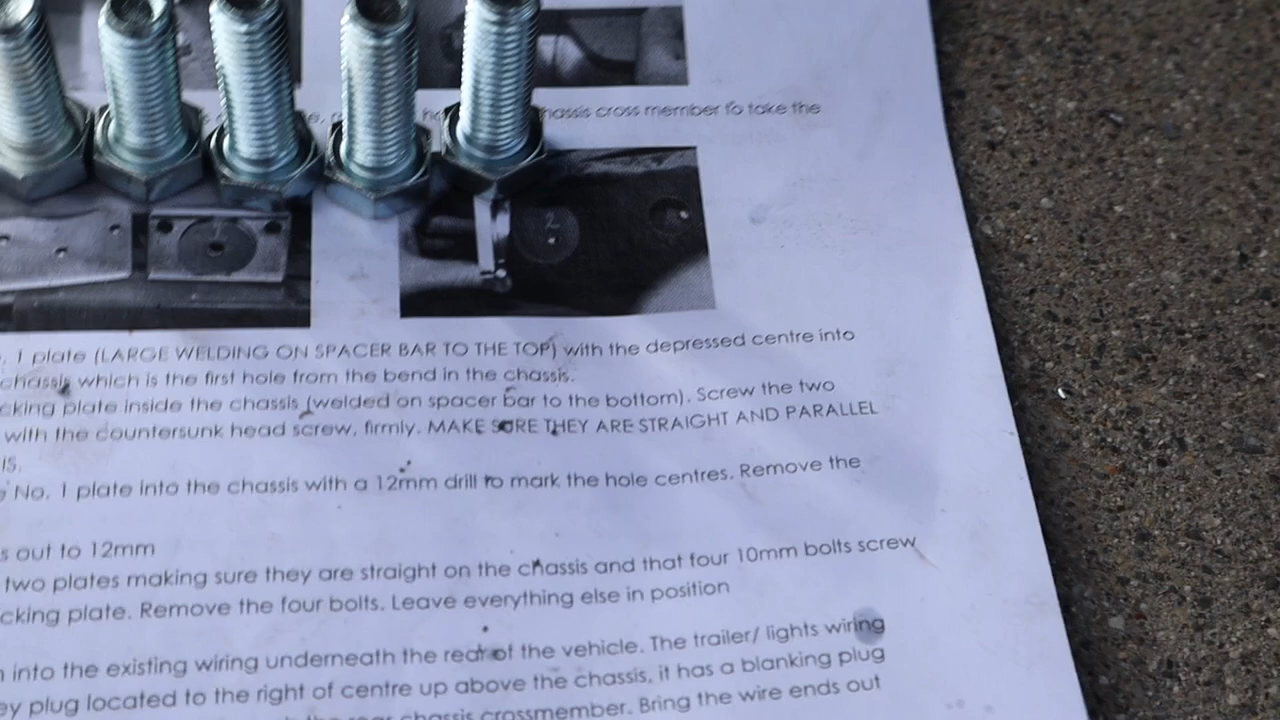 chassis cross member to take the
2
1 plate (LARGE WELDING ON SPACER BAR TO THE TOP) with the depressed centre into
chassis which is the first hole from the bend in the chassis.
cking plate inside the chassis (welded on spacer bar to the bottom). Screw the two
with the countersunk head screw, firmly. MAKE SURE THEY ARE STRAIGHT AND PARALLEL
IS.
No. 1 plate into the chassis with a 12mm drill to mark the hole centres. Remove the
s out to 12mm
two plates making sure they are straight on the chassis and that four 10mm bolts screw
cking plate. Remove the four bolts. Leave everything else in position
into the existing wiring underneath the rear of the vehicle. The trailer/ lights wiring
ey plug located to the right of centre up above the chassis, it has a blanking plug
chassis crossmember. Bring the wire ends out